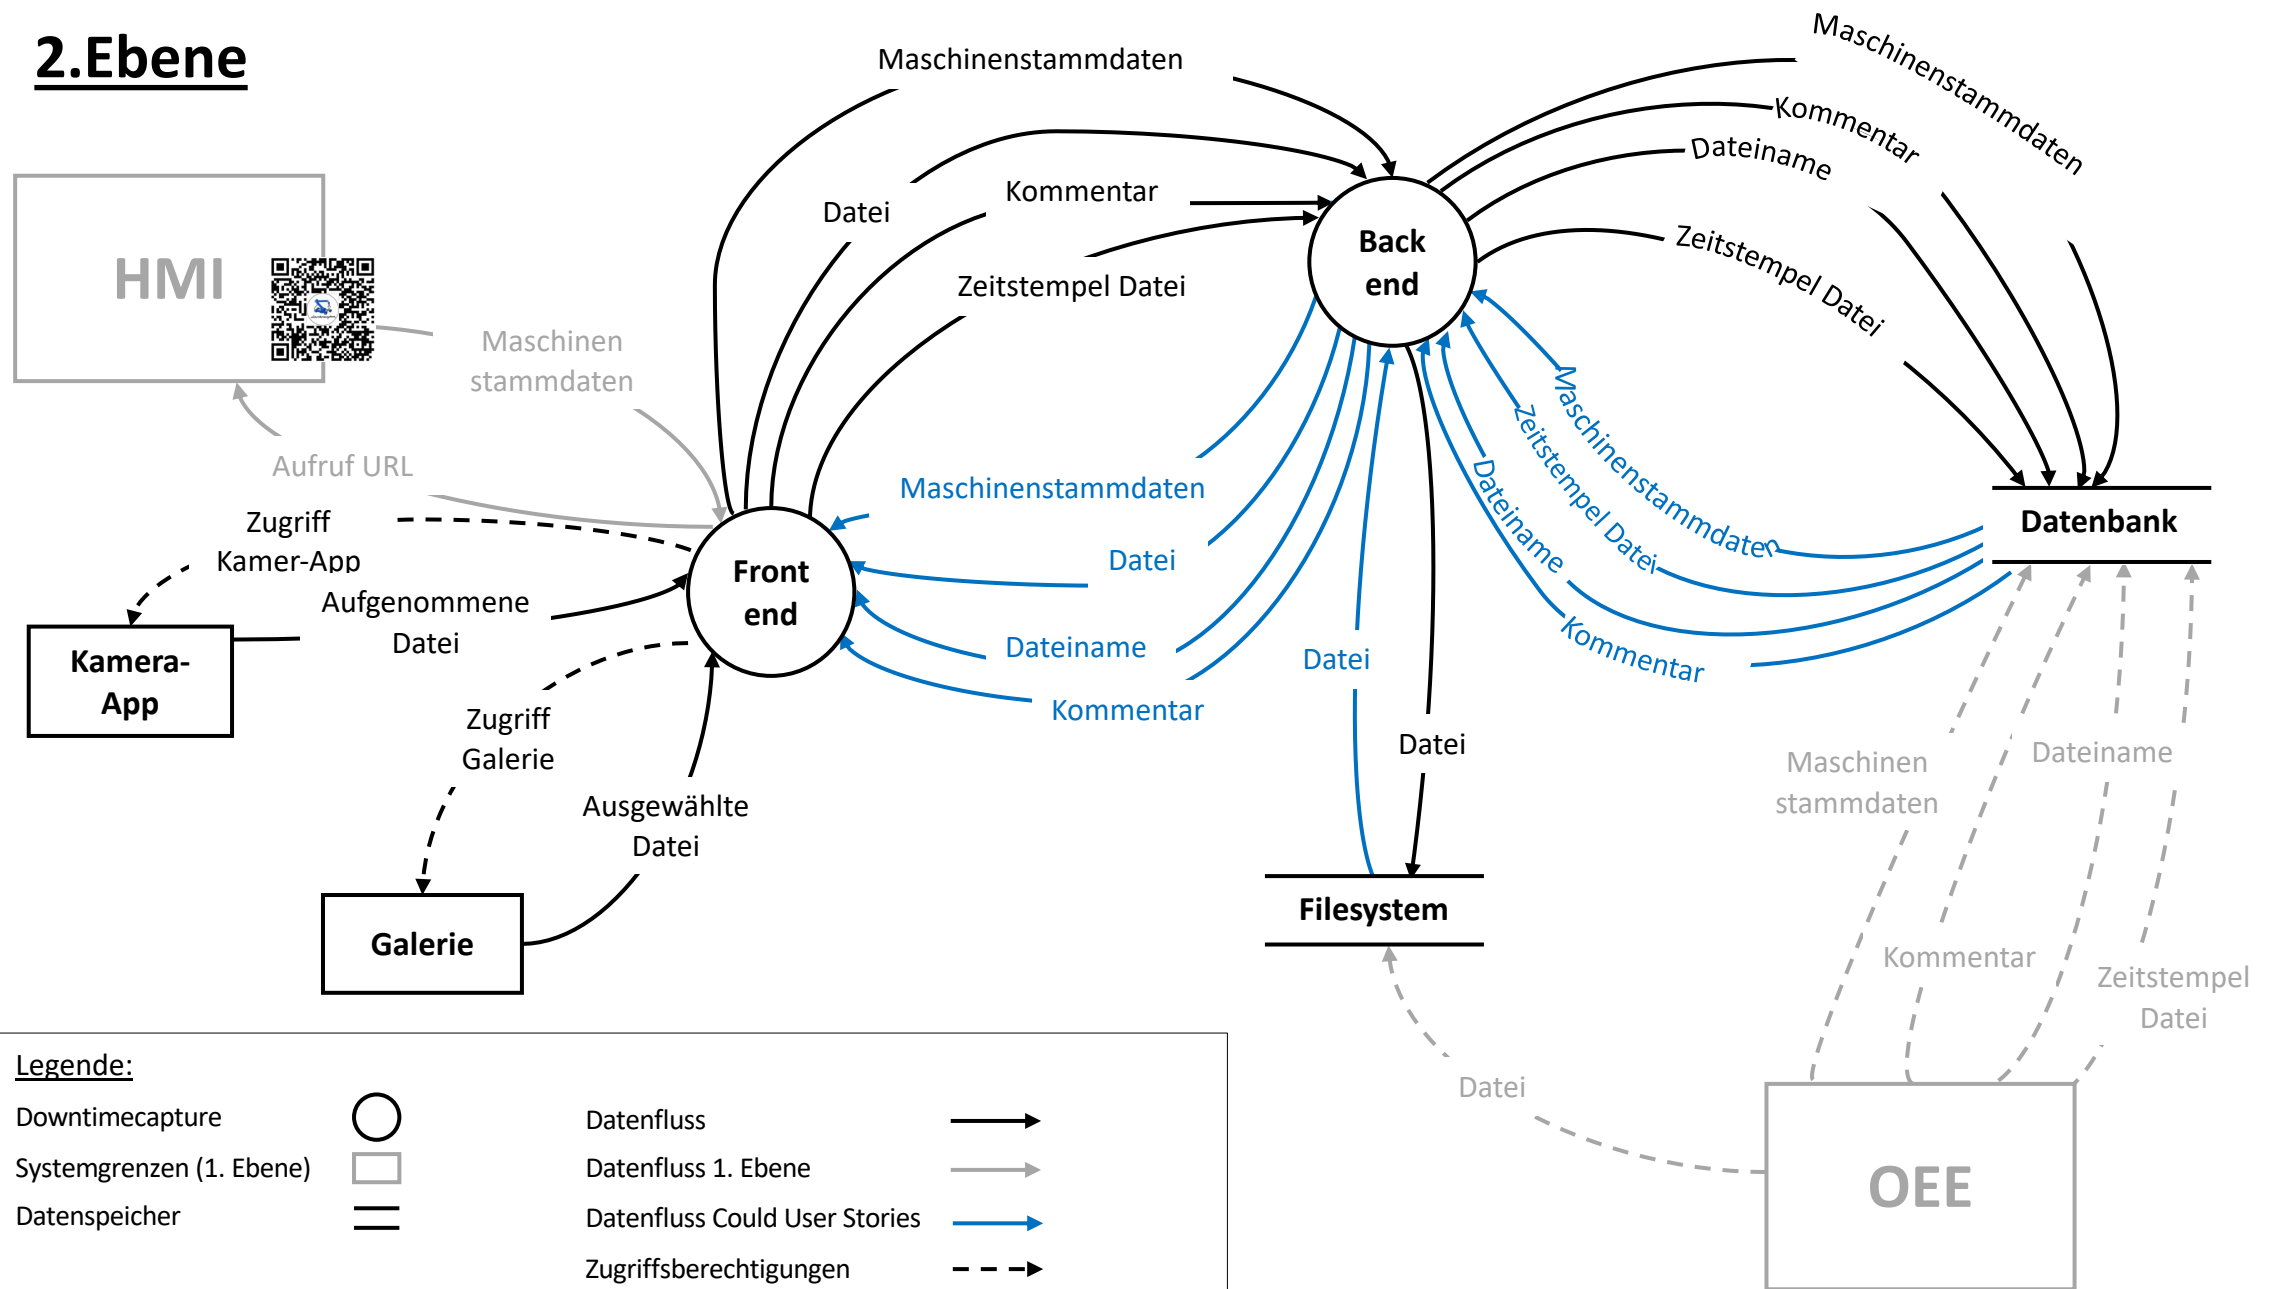 2.Ebene
Maschinenstammdaten
Maschinenstammdaten
Kommentar
Dateiname
Datei
Kommentar
Zeitstempel Datei
Zeitstempel Datei
Back
end
HMI
Maschinen
stammdaten
Aufruf URL
Zugriff
Kamer-App
Aufgenommene
Datei
Kamera-
App
Front
end
Maschinenstammdaten
Datei
Dateiname
Kommentar
Datei
Datei
Maschinenstammdaten
Zeitstempel Datei
Dateiname
Kommentar
Datenbank
Zugriff
Galerie
Ausgewählte
Datei
Galerie
Filesystem
Maschinen
stammdaten
Dateiname
Kommentar
Zeitstempel
Datei
Datei
OEE
Legende:
Downtimecapture
Systemgrenzen (1. Ebene)
Datenspeicher
Datenfluss
Datenfluss 1. Ebene
Datenfluss Could User Stories
Zugriffsberechtigungen